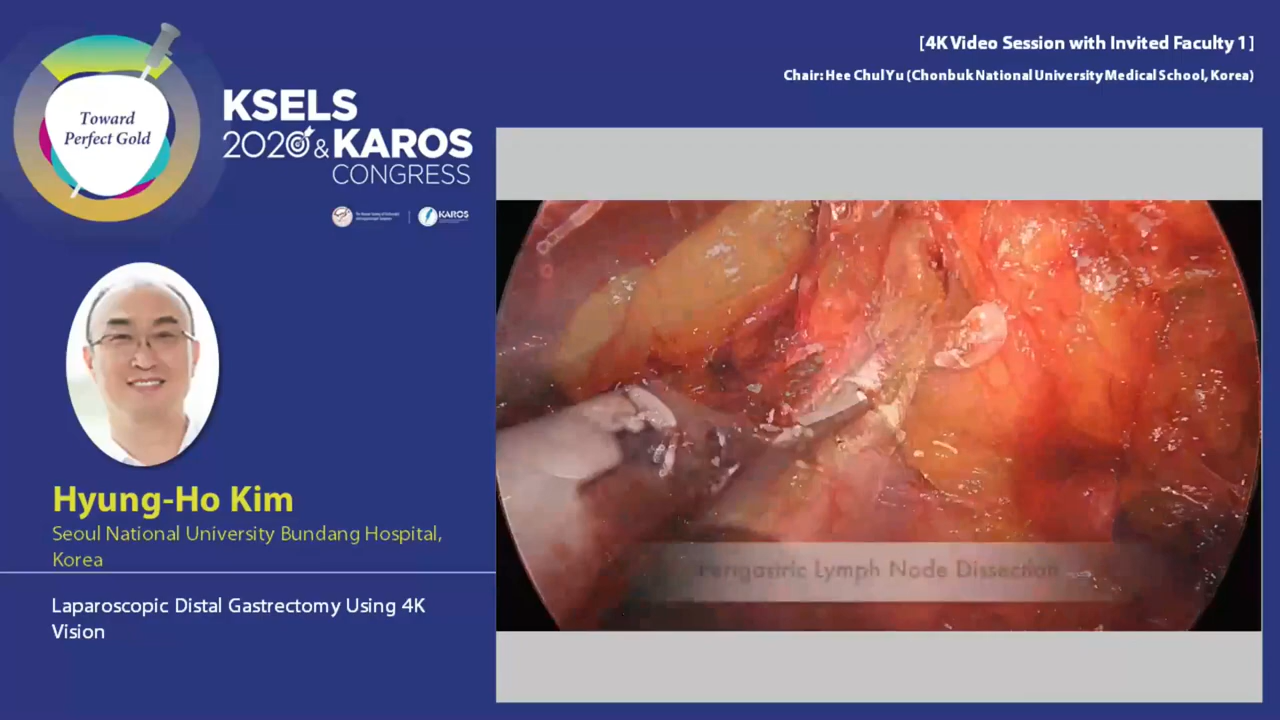 [4K Video Session with Invited Faculty 1]
Chair: Hee Chul Yu (Chonbuk National University Medical School, Korea)
Toward
Perfect Gold
KSELS
2020 & KAROS
CONGRESS
KAROS
Hyung-Ho Kim
Seoul National University Bundang Hospital,
Korea
Laparoscopic Distal Gastrectomy Using 4K
Vision
Perigastric Lymph Node Dissection